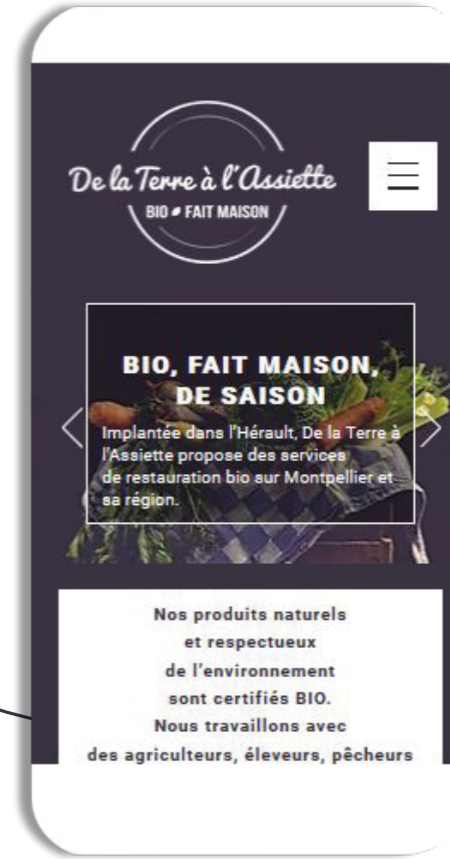 De la Terre à l'Assiette
BIO FAIT MAISON
BIO, FAIT MAISON,
DE SAISON
Implantée dans l'Hérault, De la Terre à
l'Assiette propose des services
de restauration bio sur Montpellier et
sa région.
Nos produits naturels
et respectueux
de l'environnement
sont certifiés BIO.
Nous travaillons avec
des agriculteurs, éleveurs, pêcheurs